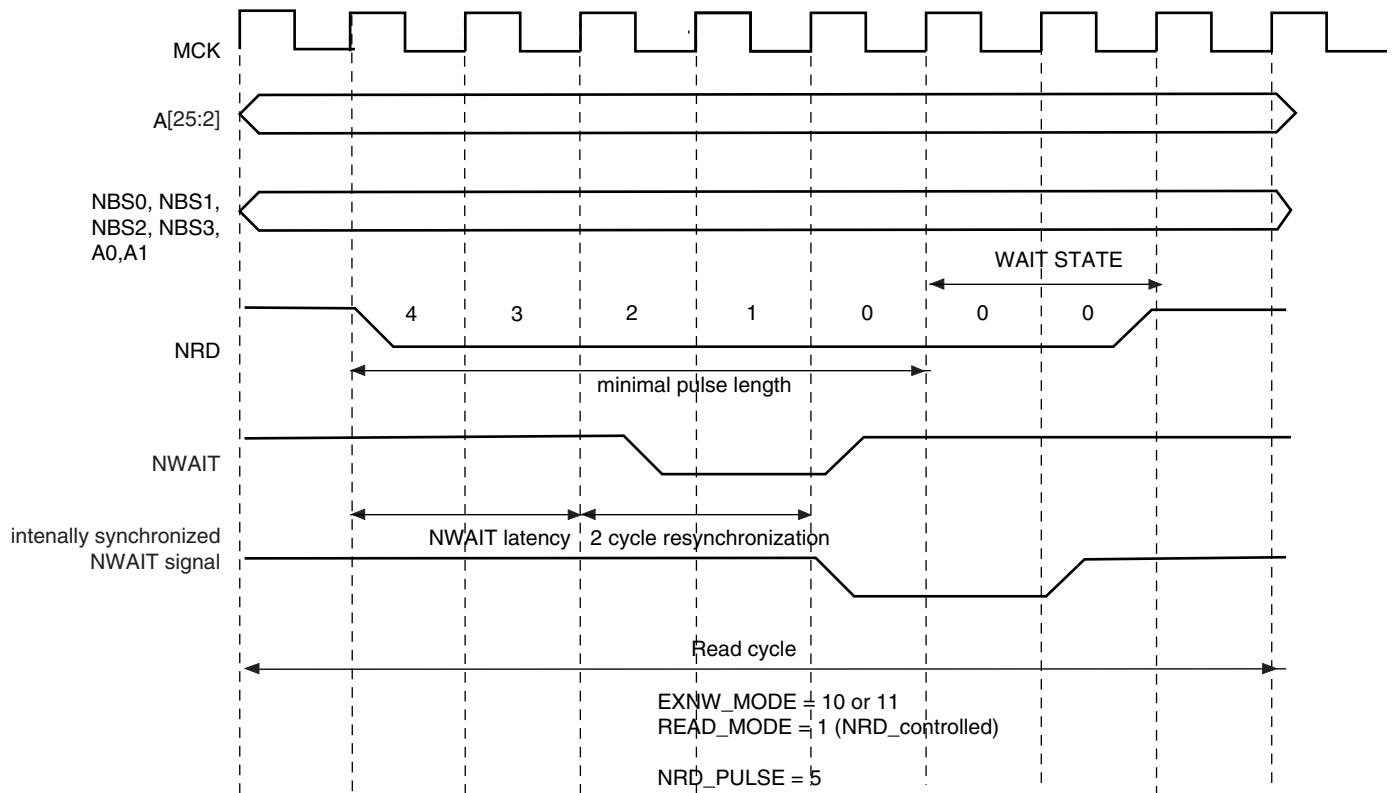 MCK
A[25:2]
NBS0, NBS1,
NBS2, NBS3,
A0,A1
WAIT STATE
4 3 2 1 0 0 0
NRD
minimal pulse length
NWAIT
NWAIT latency 2 cycle resynchronization
intenally synchronized
NWAIT signal
Read cycle
EXNW_MODE = 10 or 11
READ_MODE = 1 (NRD_controlled)
NRD_PULSE = 5